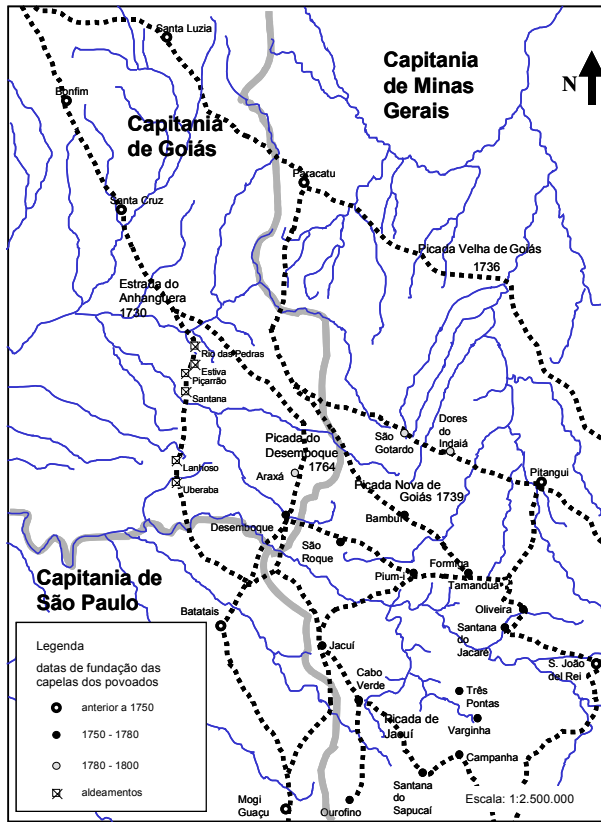 Santa Luzia
Capitania
de Minas
Gerais
N
Bonfim
Capitania
de Goiás
Paracatu
Santa Cruz
Picada Velha de Goiás
1736
Estrada do
Anhanguera
1730
Rio das Pedras
Estiva
Piçarrão
Santana
São
Gotardo
Dores
do
Indaiá
Picada do
Desemboque
1764
Lanhoso
Araxá
Uberaba
Picada Nova de
Goiás 1739
Pitangui
Bambuí
Desemboque
São
Roque
Pium-i
Formiga
Tamanduá
Capitania de
São Paulo
Batatais
Oliveira
Santana
do
Jacaré
Jacuí
S. João
del Rei
Cabo
Verde
Três
Pontas
Picada de
Jacuí
Varginha
Campanha
Santana
do
Sapucaí
Mogi
Guaçu
Ourofino
Escala: 1:2.500.000
Legenda
datas de fundação das
capelas dos povoados
anterior a 1750
1750 - 1780
1780 - 1800
aldeamentos